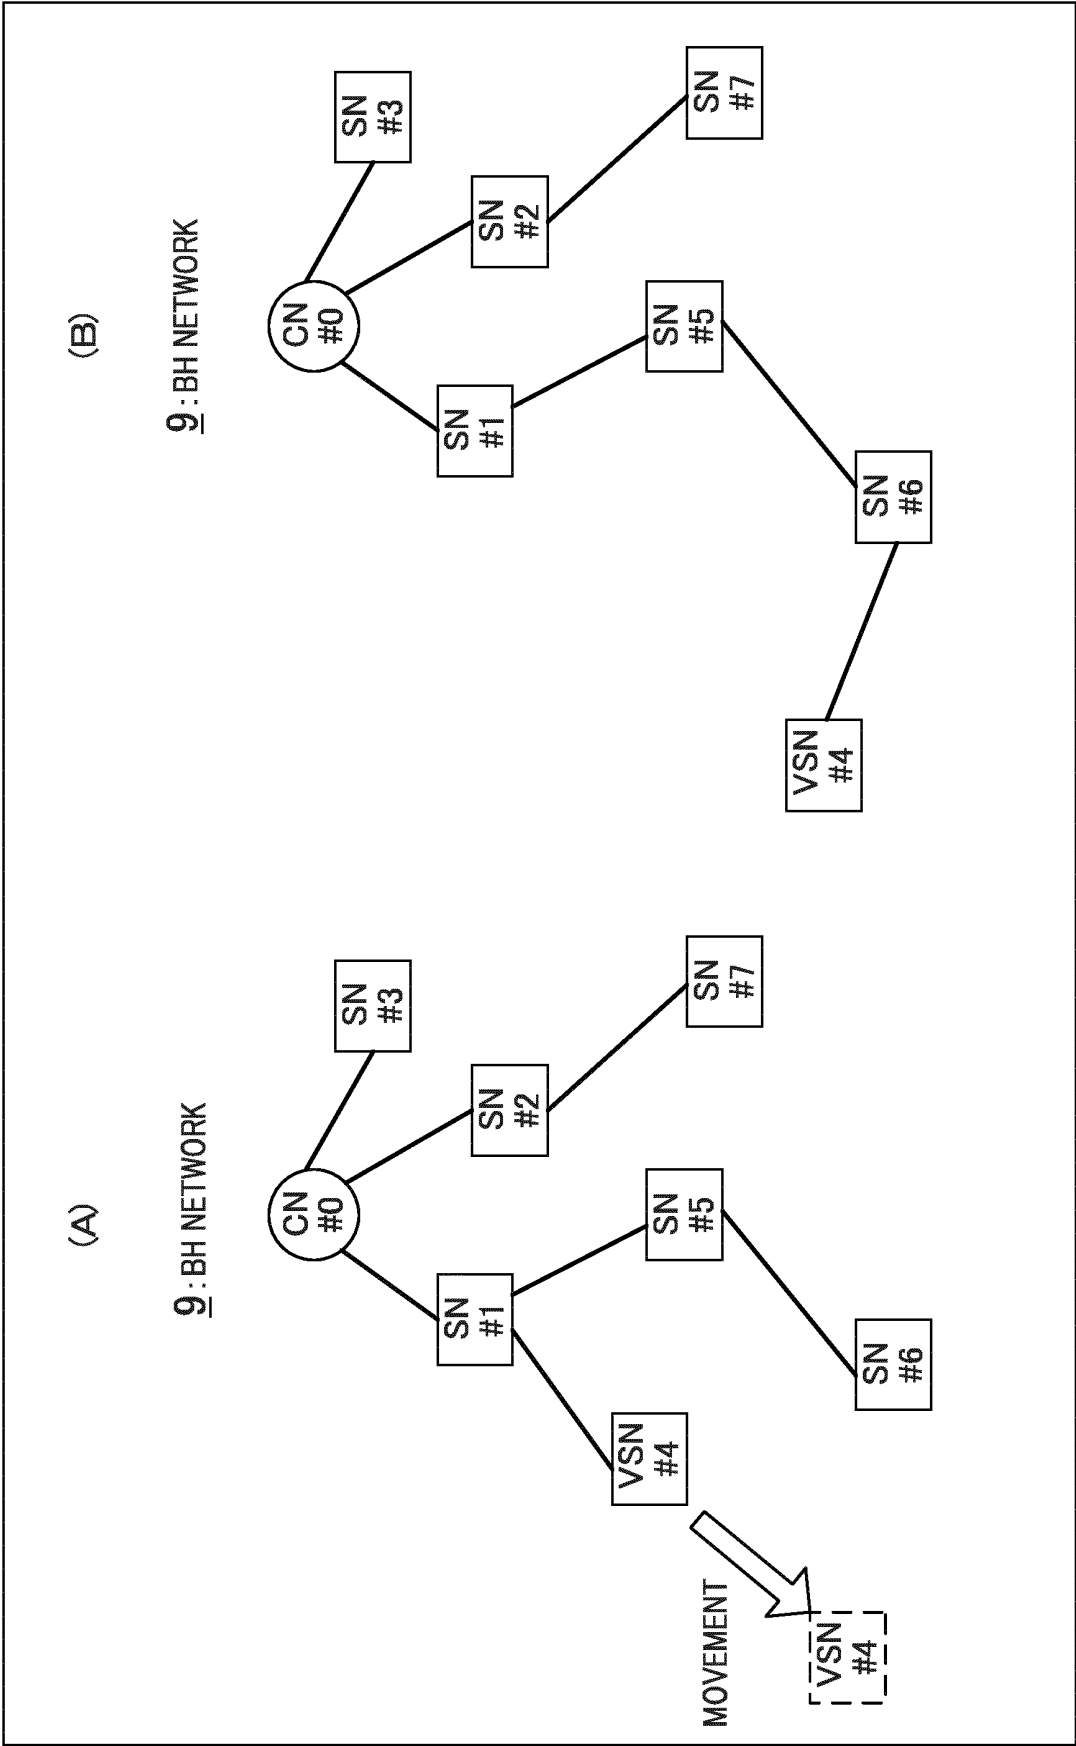 (A)
9 : BH NETWORK
CN
#0
SN
#3
SN
#1
SN
#2
VSN
#4
SN
#5
SN
#7
MOVEMENT
VSN
#4
SN
#6
(B)
9 : BH NETWORK
CN
#0
SN
#3
SN
#1
SN
#2
SN
#5
SN
#7
VSN
#4
SN
#6